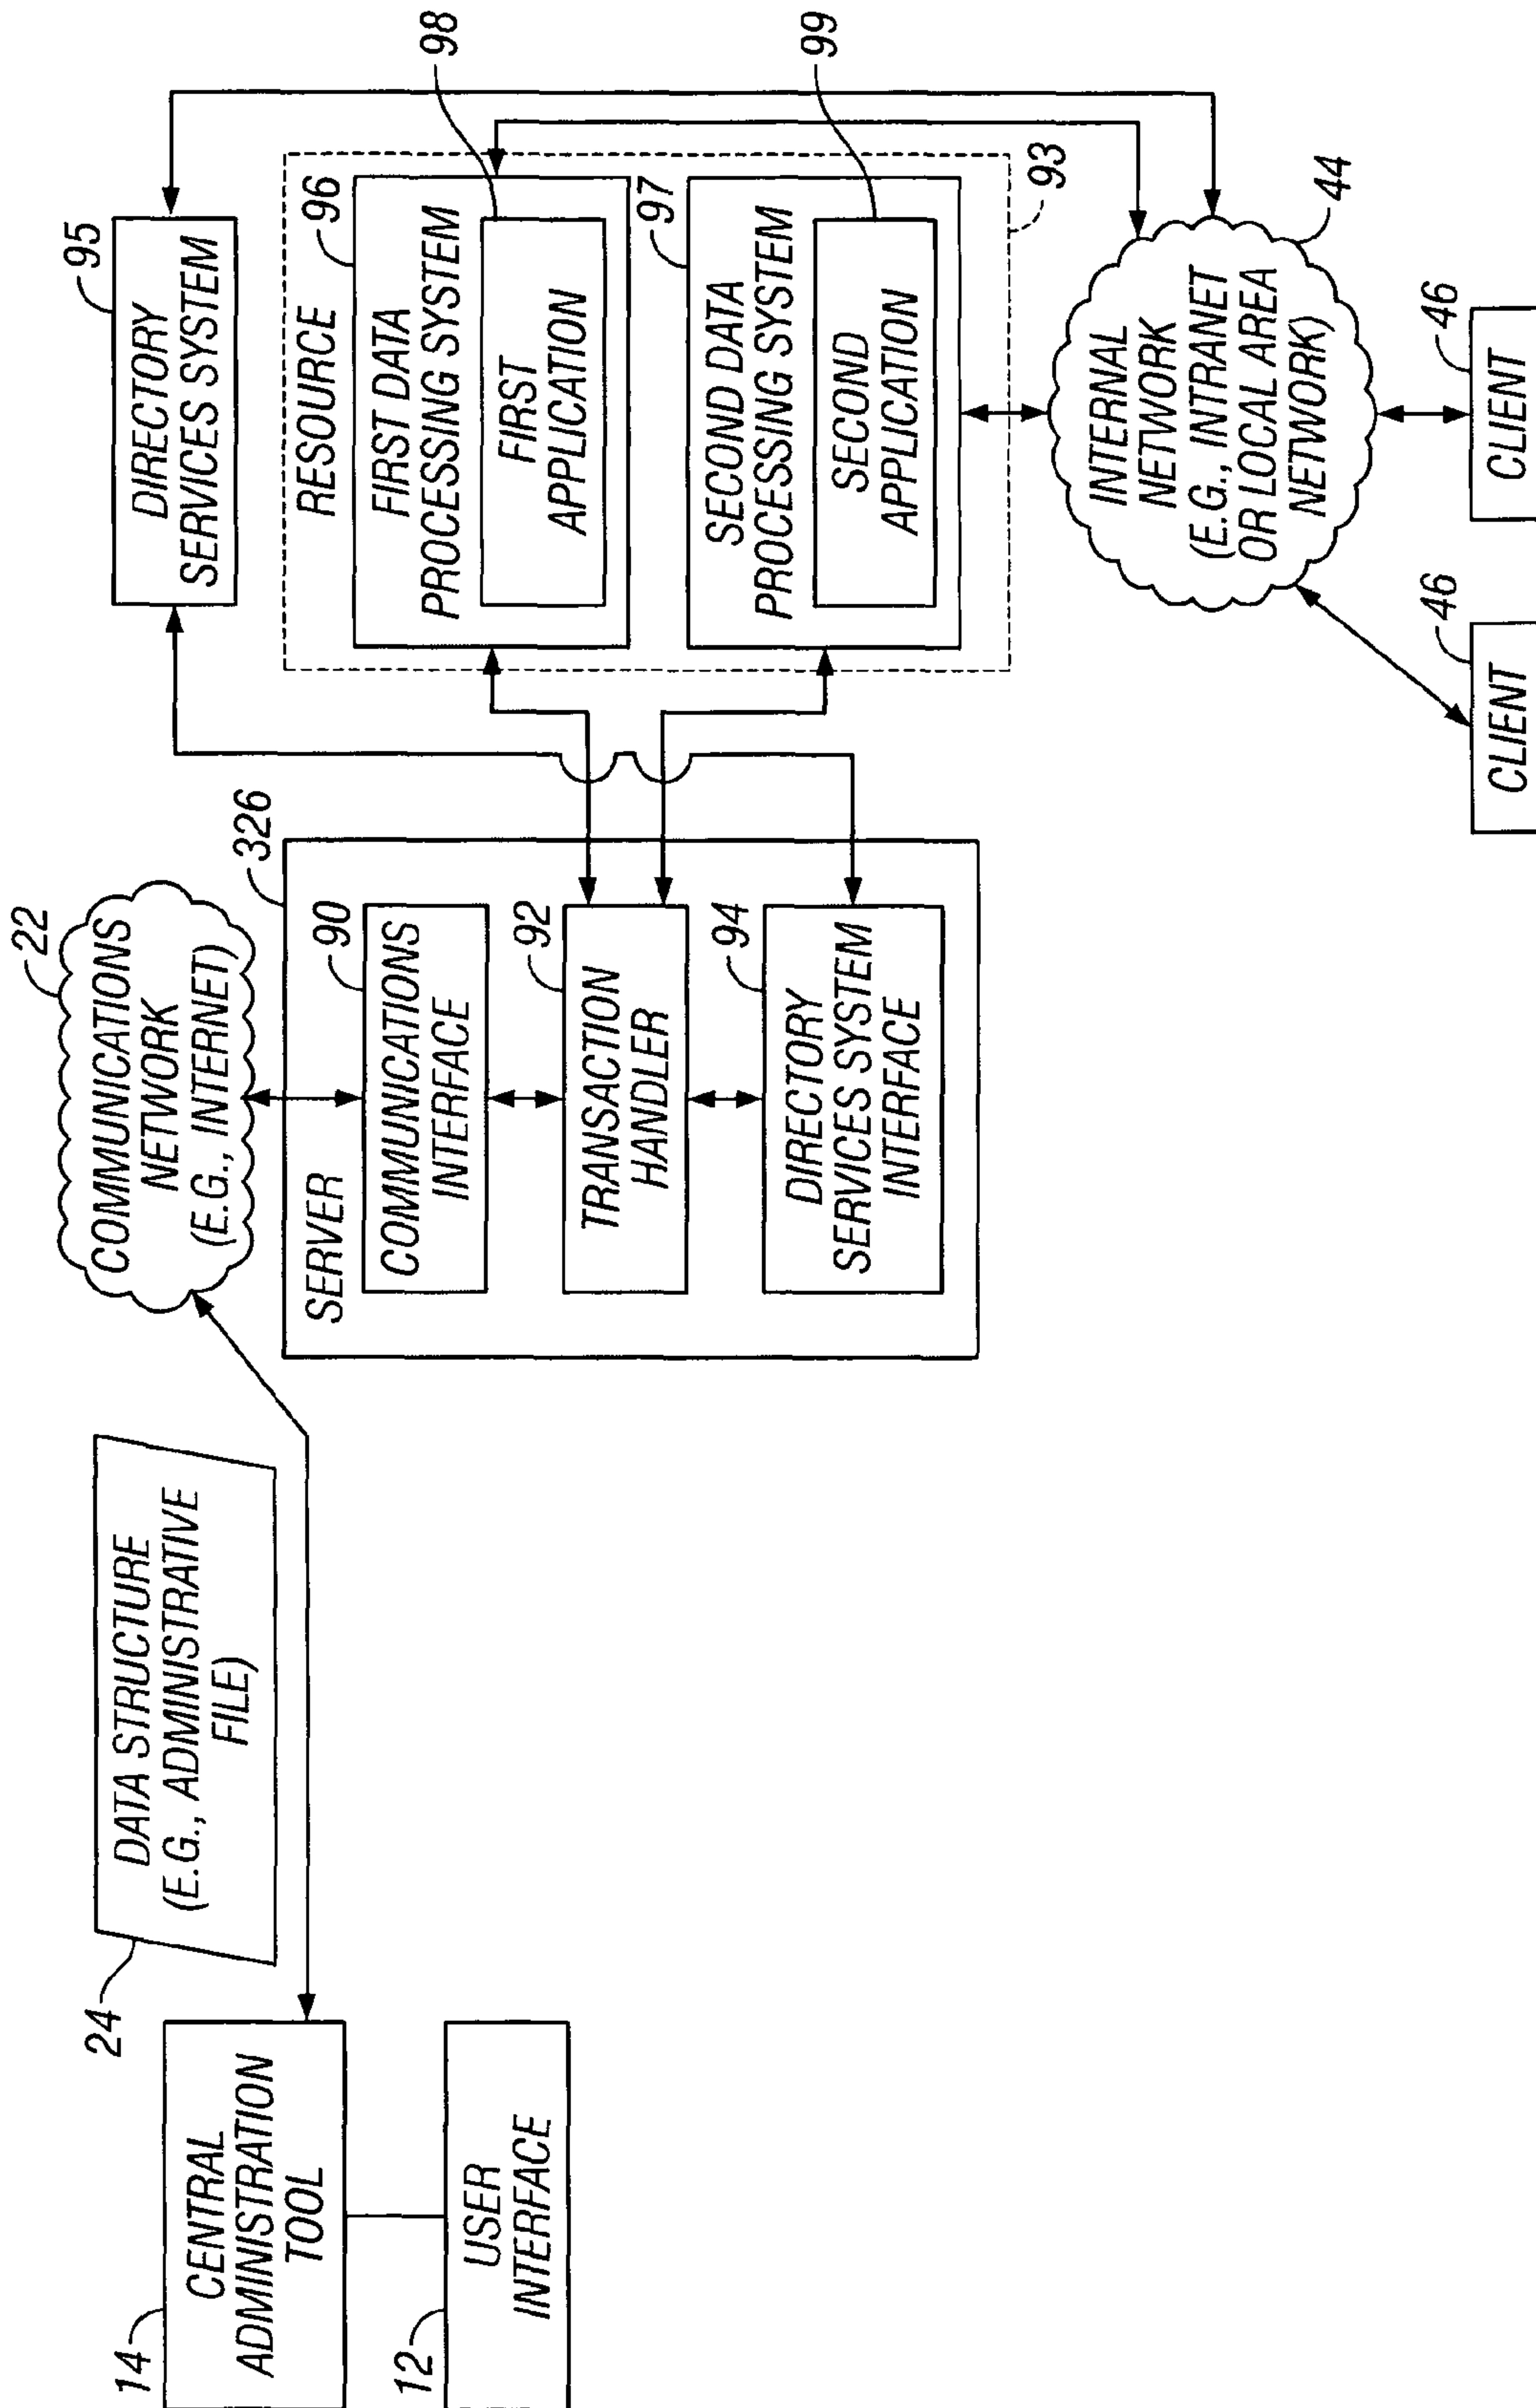 14
CENTRAL
ADMINISTRATION
TOOL
12
USER
INTERFACE
24
DATA STRUCTURE
(E.G., ADMINISTRATIVE
FILE)
22
COMMUNICATIONS
NETWORK
(E.G., INTERNET)
326
SERVER
90
COMMUNICATIONS
INTERFACE
92
TRANSACTION
HANDLER
94
DIRECTORY
SERVICES SYSTEM
INTERFACE
95
DIRECTORY
SERVICES SYSTEM
RESOURCE
96
FIRST DATA
PROCESSING SYSTEM
98
FIRST
APPLICATION
97
SECOND DATA
PROCESSING SYSTEM
99
SECOND
APPLICATION
93
INTERNAL
NETWORK
(E.G., INTRANET
OR LOCAL AREA
NETWORK)
44
46
CLIENT
46
CLIENT